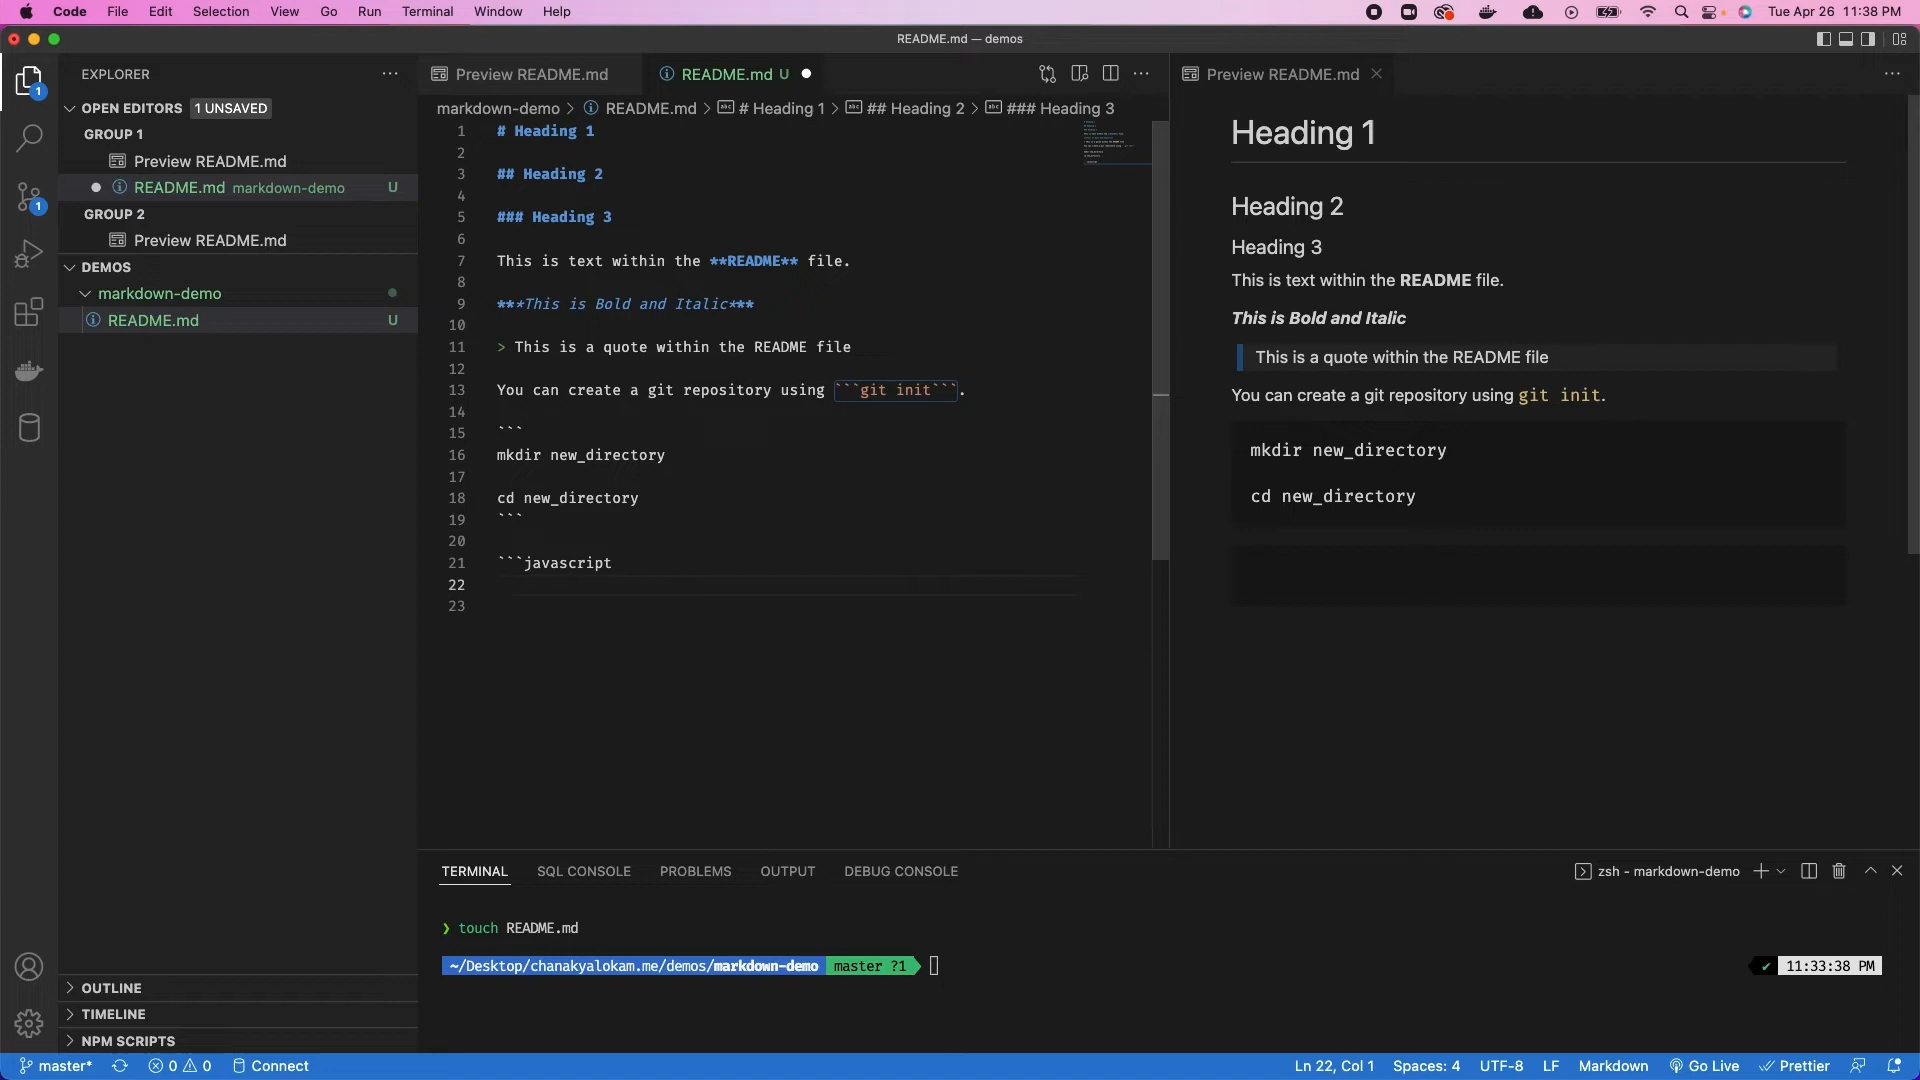 Code File Edit Selection View Go Run Terminal Window Help Tue Apr 26 11:38 PM
README.md — demos
EXPLORER
OPEN EDITORS 1 UNSAVED
GROUP 1
Preview README.md
README.md markdown-demo U
GROUP 2
Preview README.md
DEMOS
markdown-demo
README.md U
OUTLINE
TIMELINE
NPM SCRIPTS
1
1
Preview README.md README.md U
markdown-demo > README.md > # Heading 1 > ## Heading 2 > ### Heading 3
1 # Heading 1
2
3 ## Heading 2
4
5 ### Heading 3
6
7 This is text within the **README** file.
8
9 ***This is Bold and Italic***
10
11 > This is a quote within the README file
12
13 You can create a git repository using ```git init```.
14
15 ```
16 mkdir new_directory
17
18 cd new_directory
19 ```
20
21 ```javascript
22
23
Preview README.md
Heading 1
Heading 2
Heading 3
This is text within the README file.
This is Bold and Italic
This is a quote within the README file
You can create a git repository using git init.
mkdir new_directory
cd new_directory
TERMINAL SQL CONSOLE PROBLEMS OUTPUT DEBUG CONSOLE zsh - markdown-demo
❯ touch README.md
~/Desktop/chanakyalokam.me/demos/markdown-demo master ?1 ✔ 11:33:38 PM
master* 0 0 Connect Ln 22, Col 1 Spaces: 4 UTF-8 LF Markdown Go Live Prettier